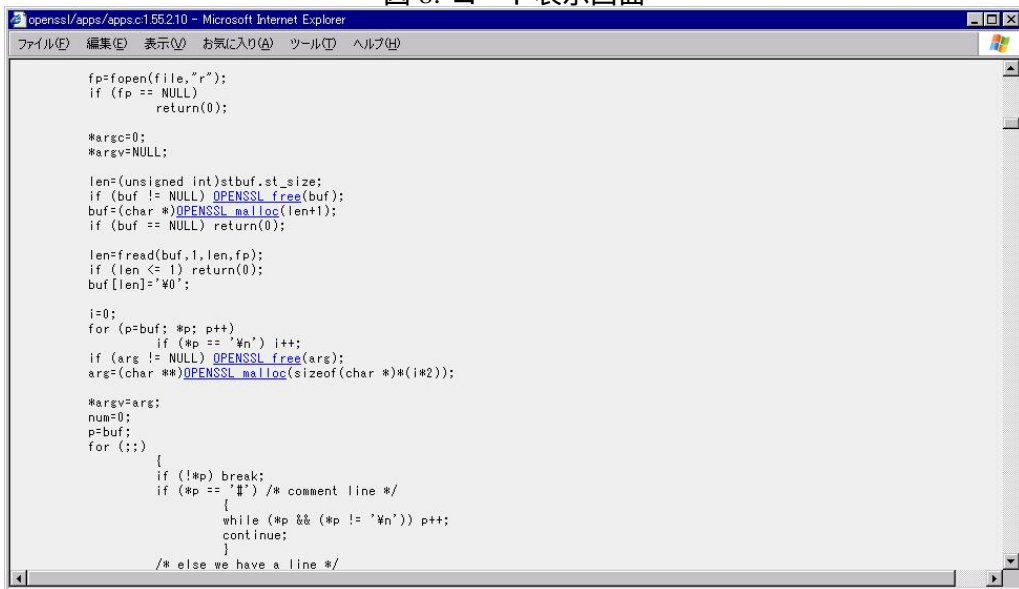 openssl/apps/apps.c:1.55.2.10 - Microsoft Internet Explorer
ファイル(F) 編集(E) 表示(V) お気に入り(A) ツール(T) ヘルプ(H)
fp=fopen(file,"r");
if (fp == NULL)
return(0);
*argc=0;
*argv=NULL;
len=(unsigned int)stbuf.st_size;
if (buf != NULL) OPENSSL_free(buf);
buf=(char *)OPENSSL_malloc(len+1);
if (buf == NULL) return(0);
len=fread(buf,1,len,fp);
if (len <= 1) return(0);
buf[len]='¥0';
i=0;
for (p=buf; *p; p++)
if (*p == '¥n') i++;
if (arg != NULL) OPENSSL_free(arg);
arg=(char **)OPENSSL_malloc(sizeof(char *)*(i*2));
*argv=arg;
num=0;
p=buf;
for (;;)
{
if (!*p) break;
if (*p == '#') /* comment line */
{
while (*p && (*p != '¥n')) p++;
continue;
}
/* else we have a line */